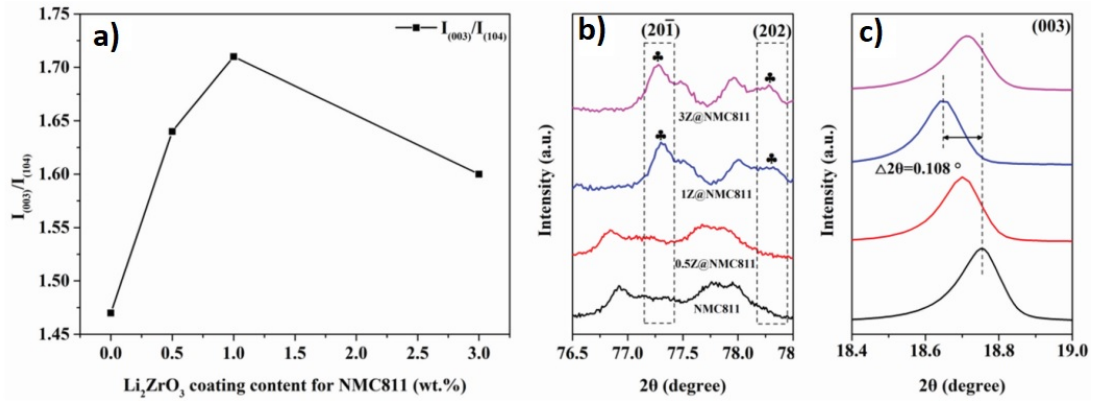 a)
I(003)/I(104)
1.75
1.70
1.65
1.60
1.55
1.50
1.45
I(003)/I(104)
0.0 0.5 1.0 1.5 2.0 2.5 3.0
Li2ZrO3 coating content for NMC811 (wt.%)
b)
(201̄) (202)
♣ ♣
3Z@NMC811
♣ ♣
1Z@NMC811
0.5Z@NMC811
NMC811
Intensity (a.u.)
76.5 77.0 77.5 78.0 78
2θ (degree)
c)
(003)
△2θ=0.108 °
Intensity (a.u.)
18.4 18.6 18.8 19.0
2θ (degree)